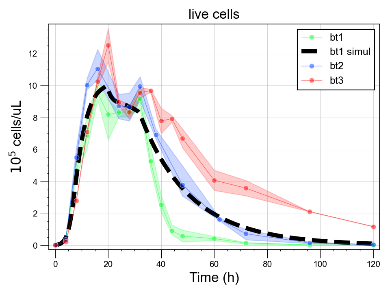 live cells
bt1
bt1 simul
bt2
bt3
12
10
8
6
4
2
0
10⁵ cells/uL
0 20 40 60 80 100 120
Time (h)